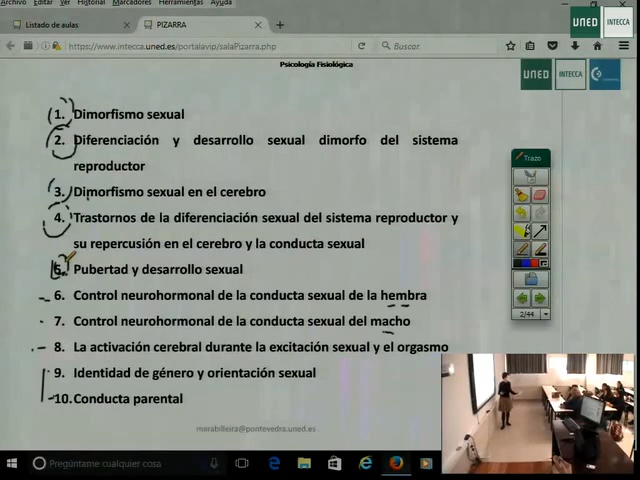 Archivo Editar Ver Historial Marcadores Herramientas Ayuda
Listado de aulas
PIZARRA
https://www.intecca.uned.es/portalavip/salaPizarra.php
Buscar
UNED INTECCA
Psicología Fisiológica
UNED INTECCA
1. Dimorfismo sexual
2. Diferenciación y desarrollo sexual dimorfo del sistema
reproductor
3. Dimorfismo sexual en el cerebro
4. Trastornos de la diferenciación sexual del sistema reproductor y
su repercusión en el cerebro y la conducta sexual
5. Pubertad y desarrollo sexual
6. Control neurohormonal de la conducta sexual de la hembra
7. Control neurohormonal de la conducta sexual del macho
8. La activación cerebral durante la excitación sexual y el orgasmo
9. Identidad de género y orientación sexual
10. Conducta parental
marabilleira@pontevedra.uned.es
Trazo
2/44
Pregúntame cualquier cosa